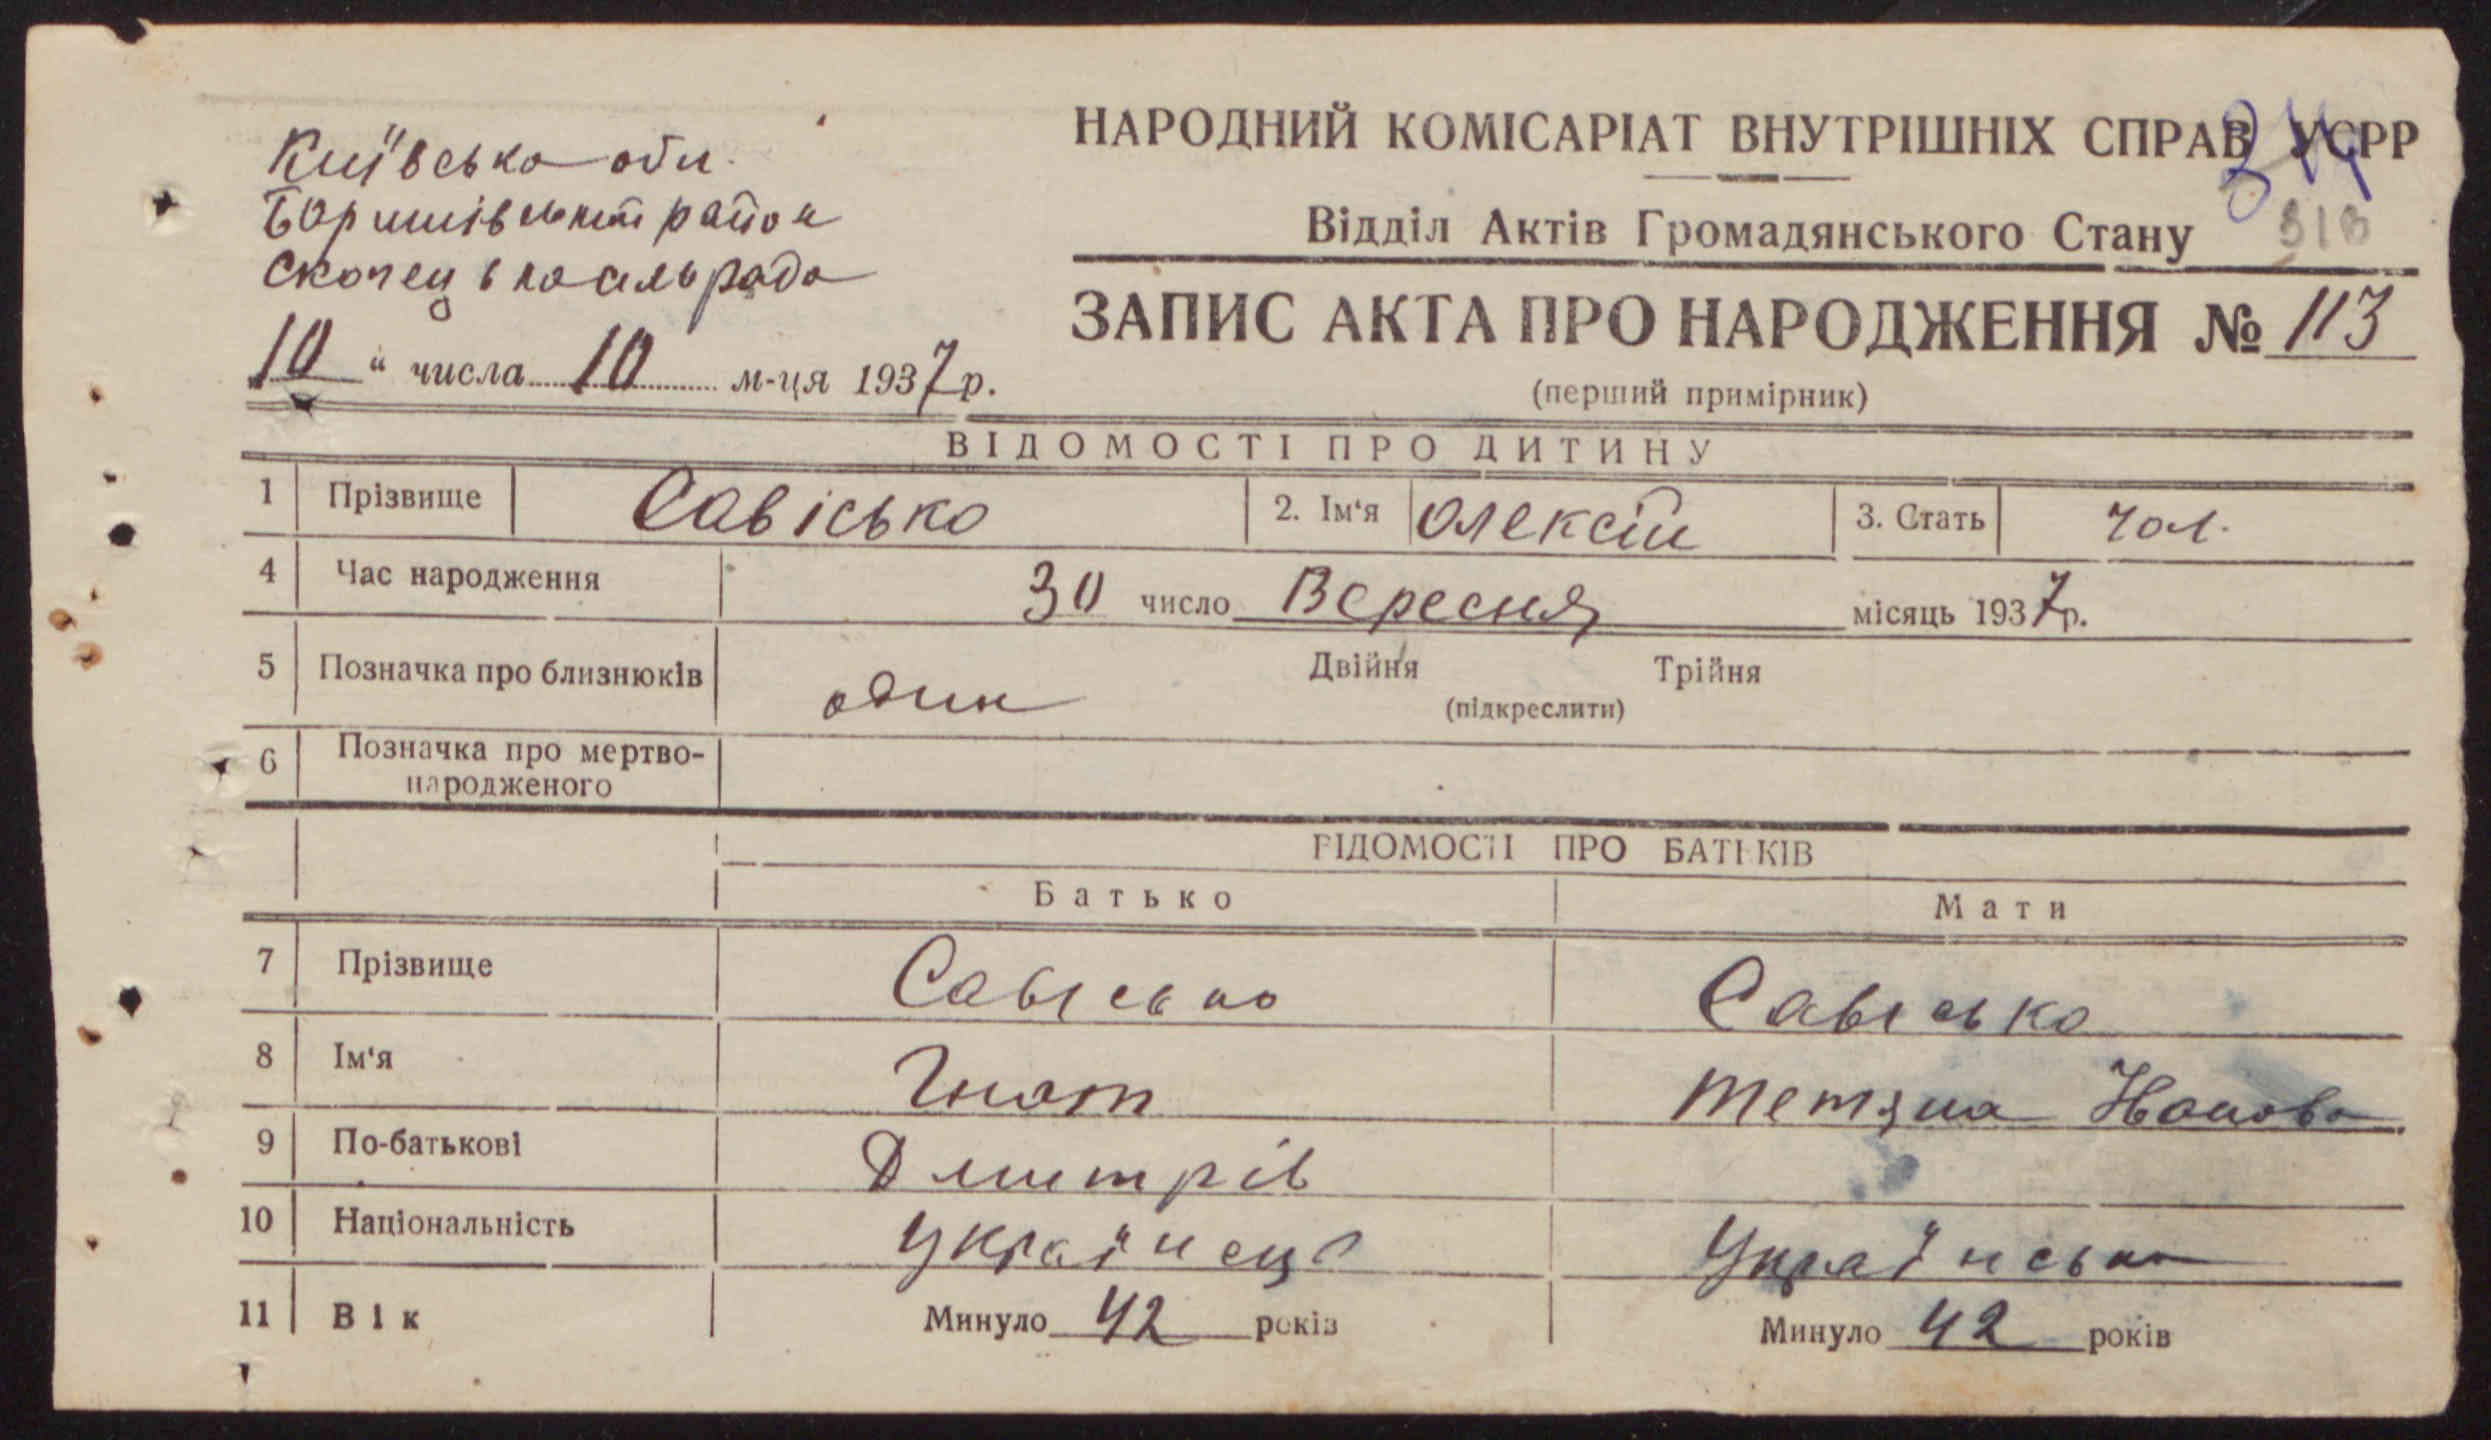 Київська обл.
Баришівський район
Скопецька сільрада
„10“ числа 10 м-ця 1937 р.
НАРОДНИЙ КОМІСАРІАТ ВНУТРІШНІХ СПРАВ УСРР
Відділ Актів Громадянського Стану
ЗАПИС АКТА ПРО НАРОДЖЕННЯ № 113
(перший примірник)
ВІДОМОСТІ ПРО ДИТИНУ
1 Прізвище Савісько 2. Ім‘я Олексій 3. Стать чол.
4 Час народження 30 число Вересня місяць 1937 р.
5 Позначка про близнюків один Двійня Трійня
(підкреслити)
6 Позначка про мертво-
народженого
ВІДОМОСТІ ПРО БАТЬКІВ
Батько Мати
7 Прізвище Савісько Савісько
8 Ім‘я Гнат Тетяна
9 По-батькові Дмитрів
10 Національність Українець Українська
11 Вік Минуло 42 років Минуло 42 років